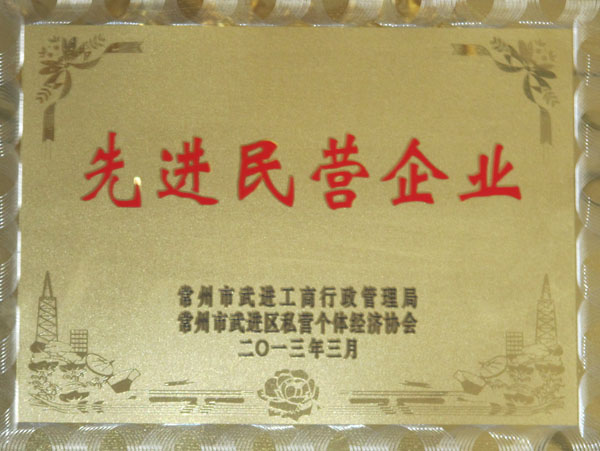 先进民营企业
常州市武进工商行政管理局
常州市武进区私营个体经济协会
二〇一三年三月